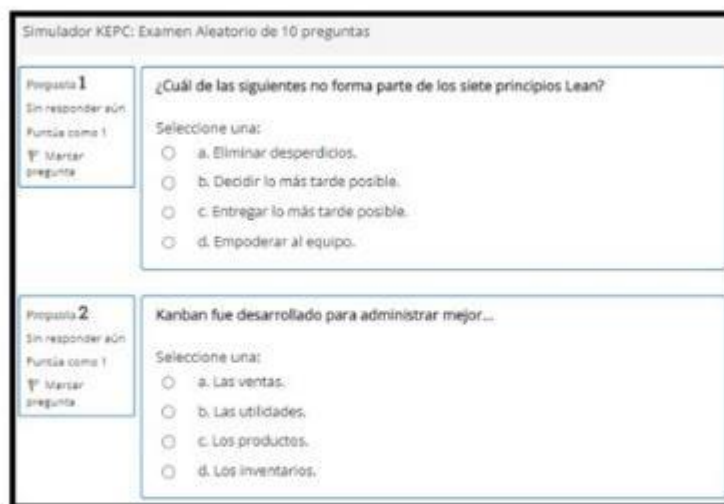 Simulador KEPC: Examen Aleatorio de 10 preguntas
Pregunta 1
Sin responder aún
Puntúa como 1
Marcar
pregunta
¿Cuál de las siguientes no forma parte de los siete principios Lean?
Seleccione una:
a. Eliminar desperdicios.
b. Decidir lo más tarde posible.
c. Entregar lo más tarde posible.
d. Empoderar al equipo.
Pregunta 2
Sin responder aún
Puntúa como 1
Marcar
pregunta
Kanban fue desarrollado para administrar mejor...
Seleccione una:
a. Las ventas.
b. Las utilidades.
c. Los productos.
d. Los inventarios.